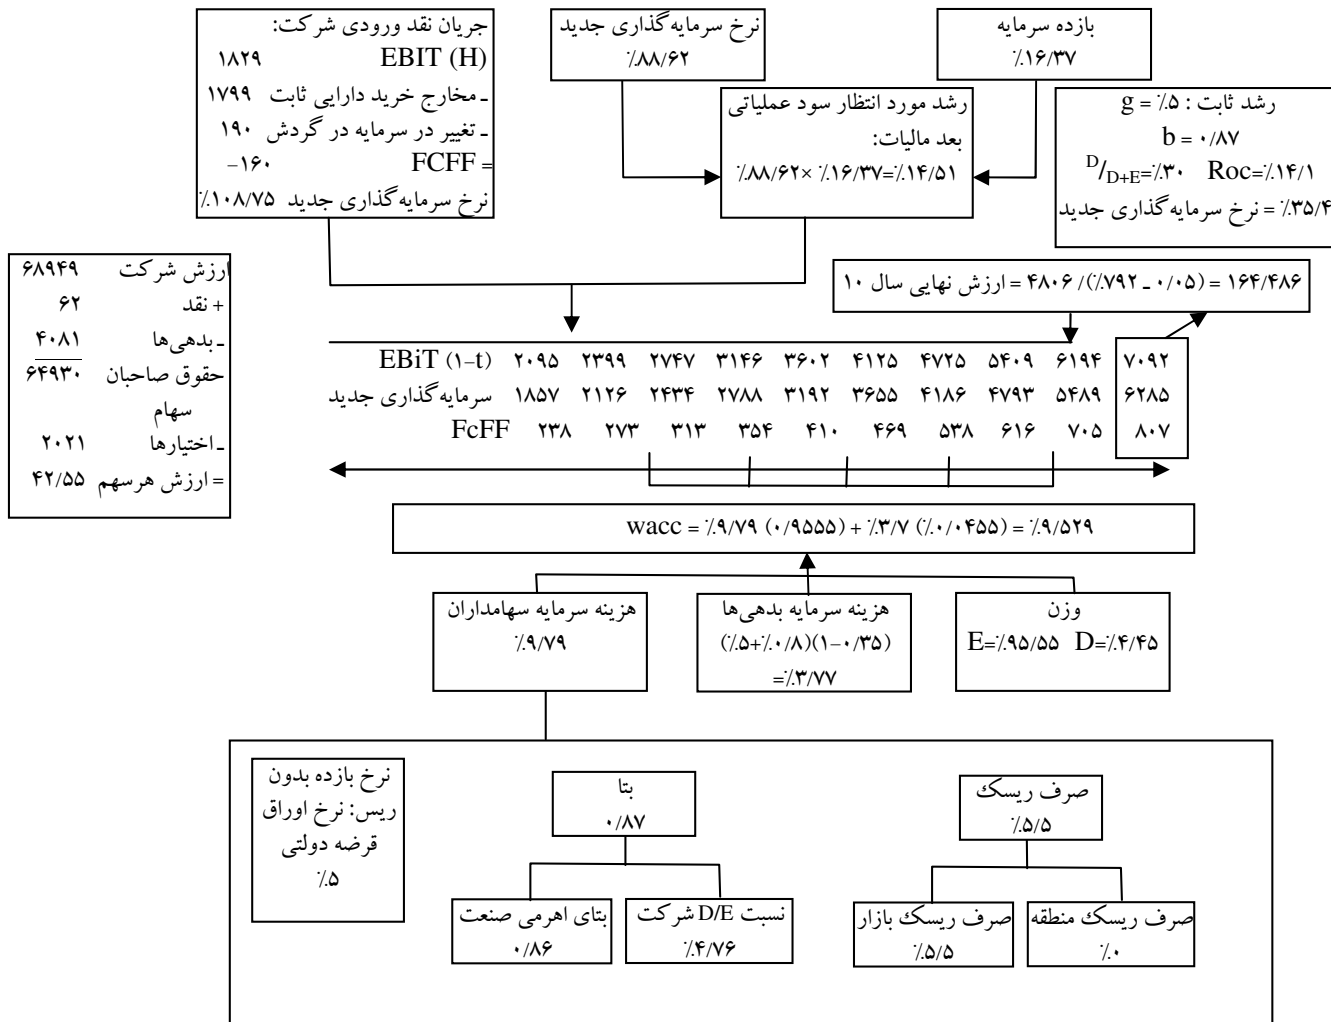 جریان نقد ورودی شرکت:
EBIT (H) ۱۸۲۹
ـ مخارج خرید دارایی ثابت ۱۷۹۹
ـ تغییر در سرمایه در گردش ۱۹۰
= FCFF −۱۶۰
نرخ سرمایه‌گذاری جدید ٪۱۰۸/۷۵
نرخ سرمایه‌گذاری جدید
٪۸۸/۶۲
بازده سرمایه
٪۱۶/۳۷
رشد مورد انتظار سود عملیاتی
بعد مالیات:
٪۸۸/۶۲× ٪۱۶/۳۷=٪۱۴/۵۱
رشد ثابت : g = ٪۵
b = ۰/۸۷
D/D+E=٪۳۰ Roc=٪۱۴/۱
نرخ سرمایه‌گذاری جدید = ٪۳۵/۴
ارزش شرکت ۶۸۹۴۹
+ نقد ۶۲
ـ بدهی‌ها ۴۰۸۱
حقوق صاحبان ۶۴۹۳۰
سهام
ـ اختیارها ۲۰۲۱
= ارزش هرسهم ۴۲/۵۵
ارزش نهایی سال ۱۰ = ۴۸۰۶ /(٪۷۹۲ ـ ۰/۰۵) = ۱۶۴/۴۸۶
EBiT (۱−t) ۲۰۹۵ ۲۳۹۹ ۲۷۴۷ ۳۱۴۶ ۳۶۰۲ ۴۱۲۵ ۴۷۲۵ ۵۴۰۹ ۶۱۹۴ ۷۰۹۲
سرمایه‌گذاری جدید ۱۸۵۷ ۲۱۲۶ ۲۴۳۴ ۲۷۸۸ ۳۱۹۲ ۳۶۵۵ ۴۱۸۶ ۴۷۹۳ ۵۴۸۹ ۶۲۸۵
FcFF ۲۳۸ ۲۷۳ ۳۱۳ ۳۵۴ ۴۱۰ ۴۶۹ ۵۳۸ ۶۱۶ ۷۰۵ ۸۰۷
wacc = ٪۹/۷۹ (۰/۹۵۵۵) + ٪۳/۷ (٪۰/۰۴۵۵) = ٪۹/۵۲۹
هزینه سرمایه سهامداران
٪۹/۷۹
هزینه سرمایه بدهی‌ها
(٪۵+٪۰/۸)(۱−۰/۳۵)
=٪۳/۷۷
وزن
E=٪۹۵/۵۵ D=٪۴/۴۵
نرخ بازده بدون
ریس: نرخ اوراق
قرضه دولتی
٪۵
بتا
۰/۸۷
صرف ریسک
٪۵/۵
بتای اهرمی صنعت
۰/۸۶
نسبت D/E شرکت
٪۴/۷۶
صرف ریسک بازار
٪۵/۵
صرف ریسک منطقه
٪۰